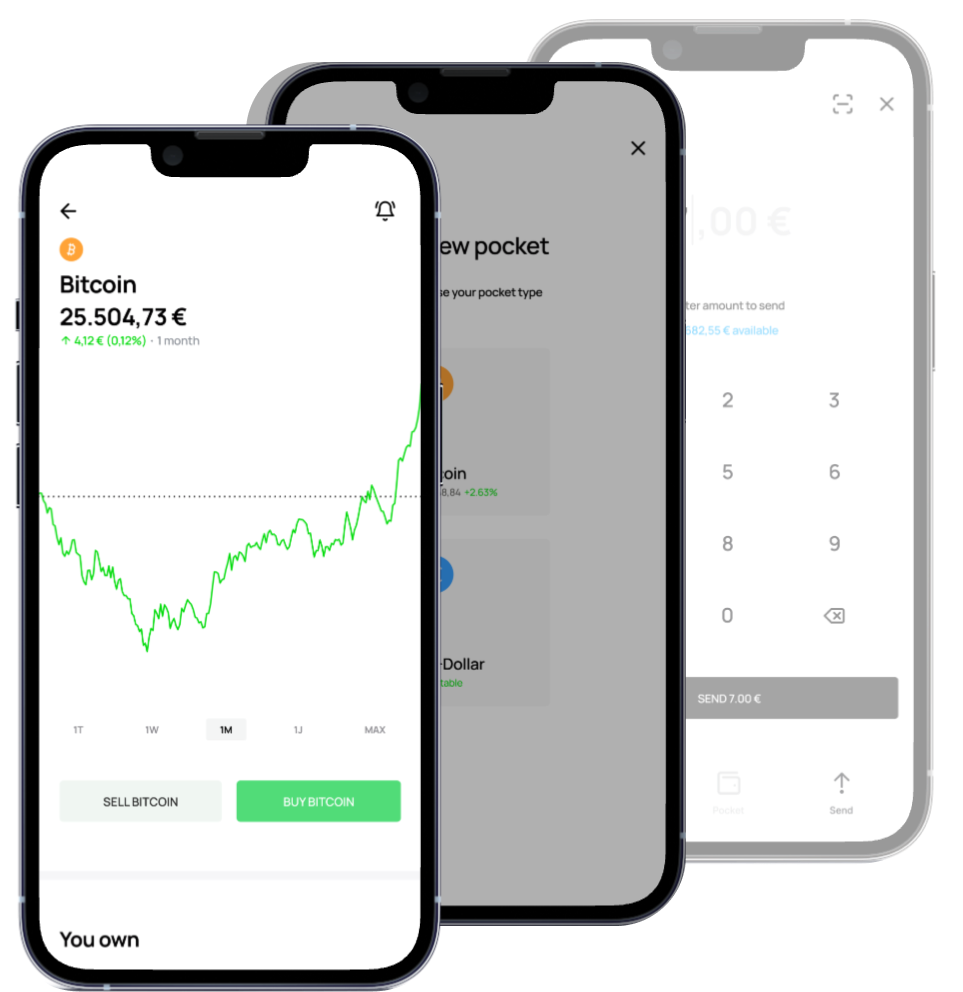 Bitcoin
25.504,73 €
↑ 4,12 € (0,12%) · 1 month
1T 1W 1M 1J MAX
SELL BITCOIN BUY BITCOIN
You own
ew pocket
se your pocket type
coin
8,84 +2.63%
-Dollar
table
,00 €
ter amount to send
682,55 € available
2 3
5 6
8 9
0
SEND 7.00 €
Pocket Send